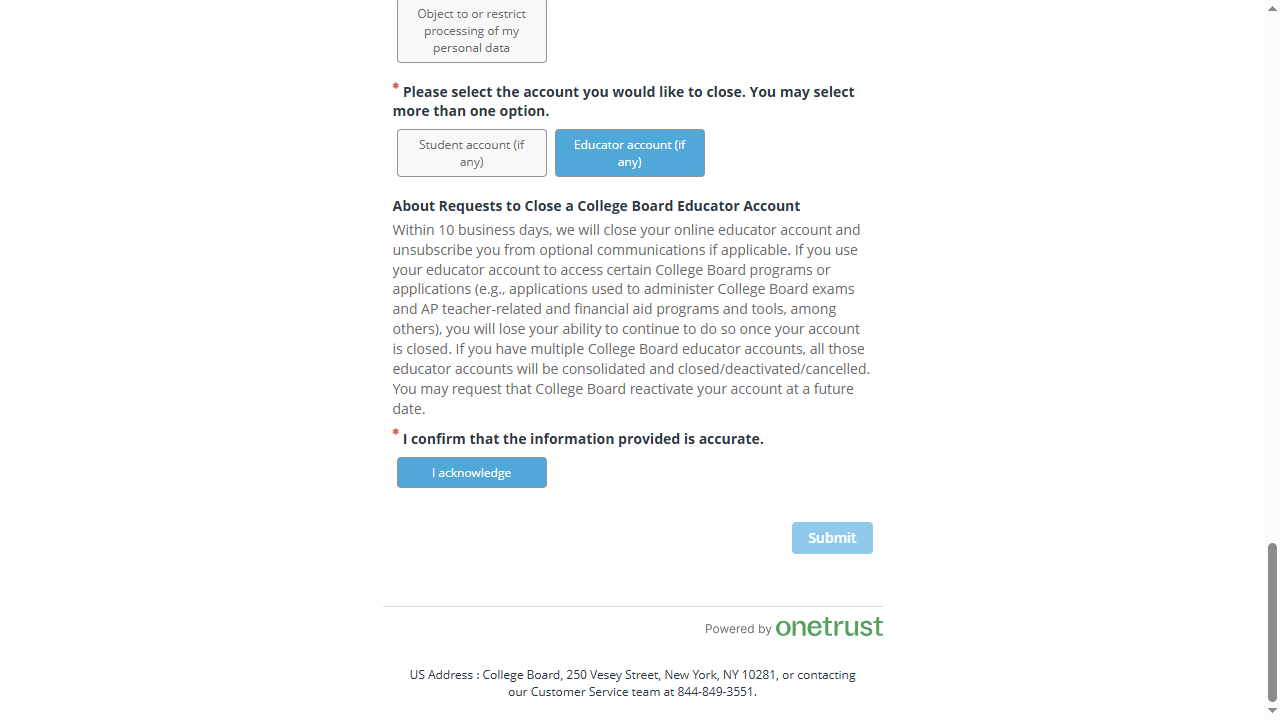 Object to or restrict
processing of my
personal data
* Please select the account you would like to close. You may select
more than one option.
Student account (if
any)
Educator account (if
any)
About Requests to Close a College Board Educator Account
Within 10 business days, we will close your online educator account and
unsubscribe you from optional communications if applicable. If you use
your educator account to access certain College Board programs or
applications (e.g., applications used to administer College Board exams
and AP teacher-related and financial aid programs and tools, among
others), you will lose your ability to continue to do so once your account
is closed. If you have multiple College Board educator accounts, all those
educator accounts will be consolidated and closed/deactivated/cancelled.
You may request that College Board reactivate your account at a future
date.
* I confirm that the information provided is accurate.
I acknowledge
Submit
Powered by onetrust
US Address : College Board, 250 Vesey Street, New York, NY 10281, or contacting
our Customer Service team at 844-849-3551.